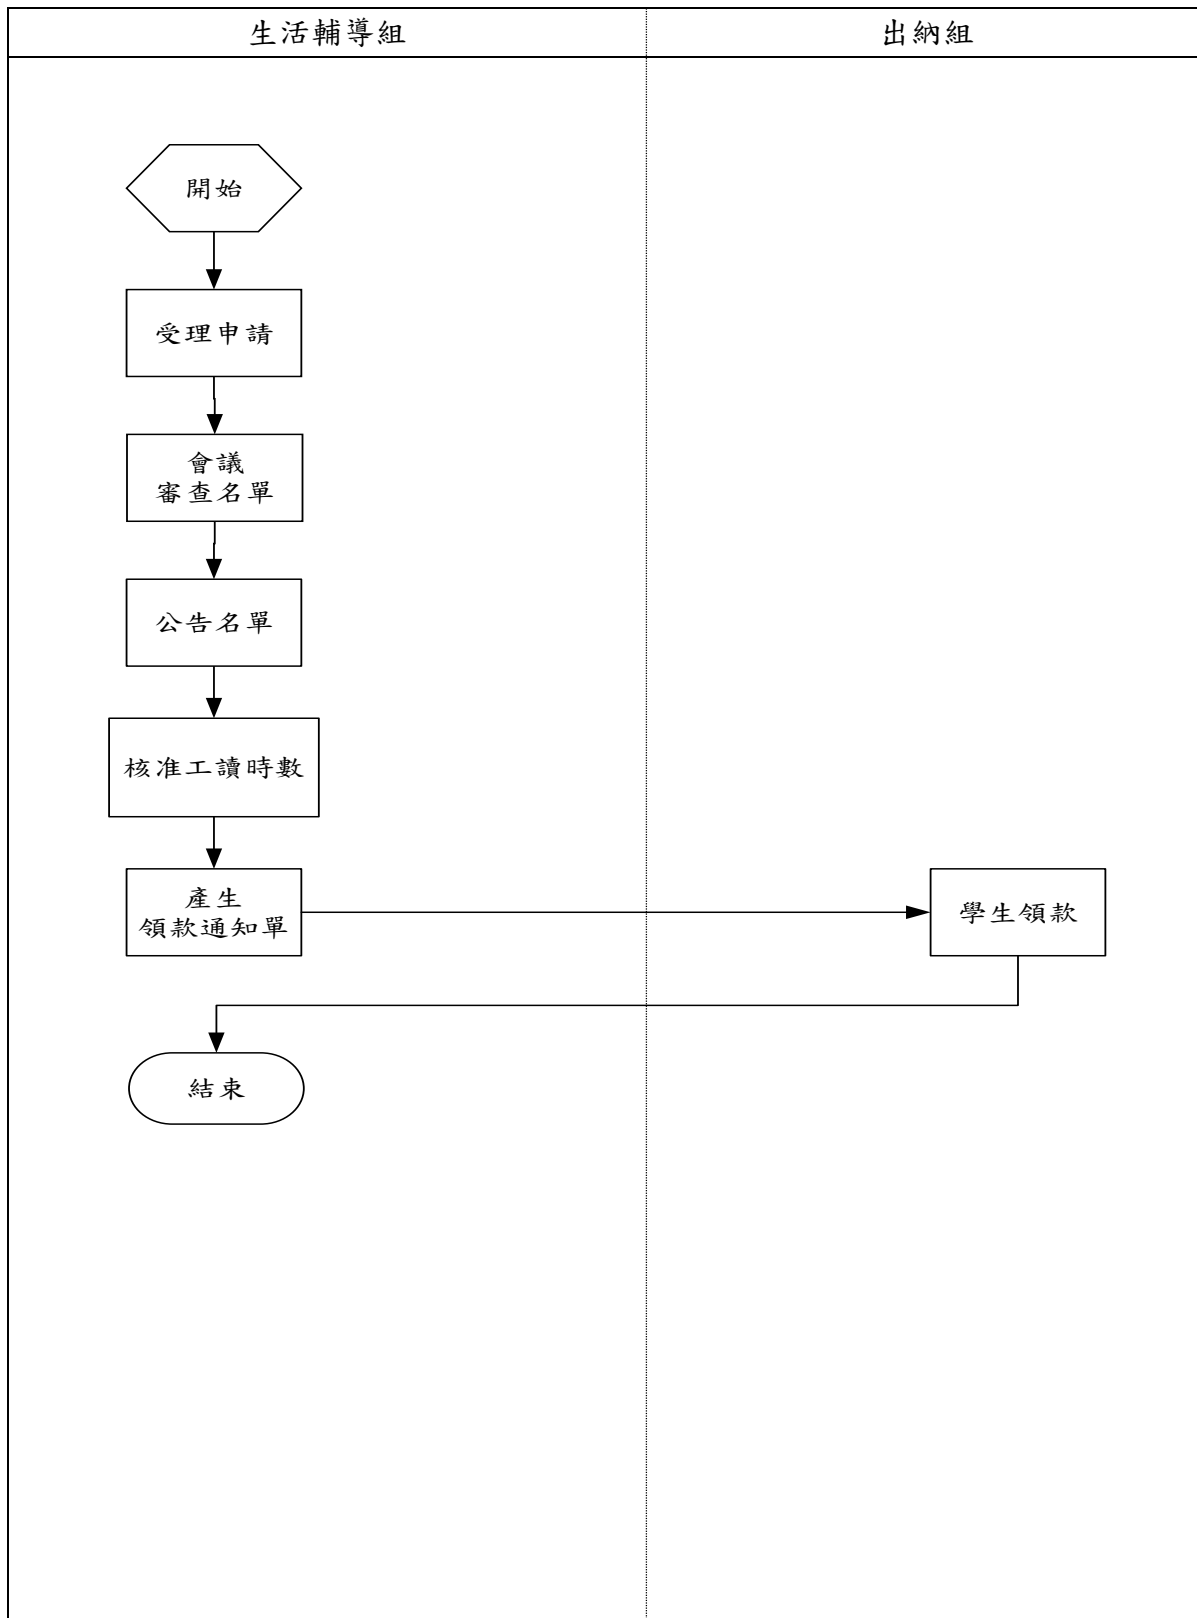 生活輔導組
出納組
開始
受理申請
會議
審查名單
公告名單
核准工讀時數
產生
領款通知單
學生領款
結束